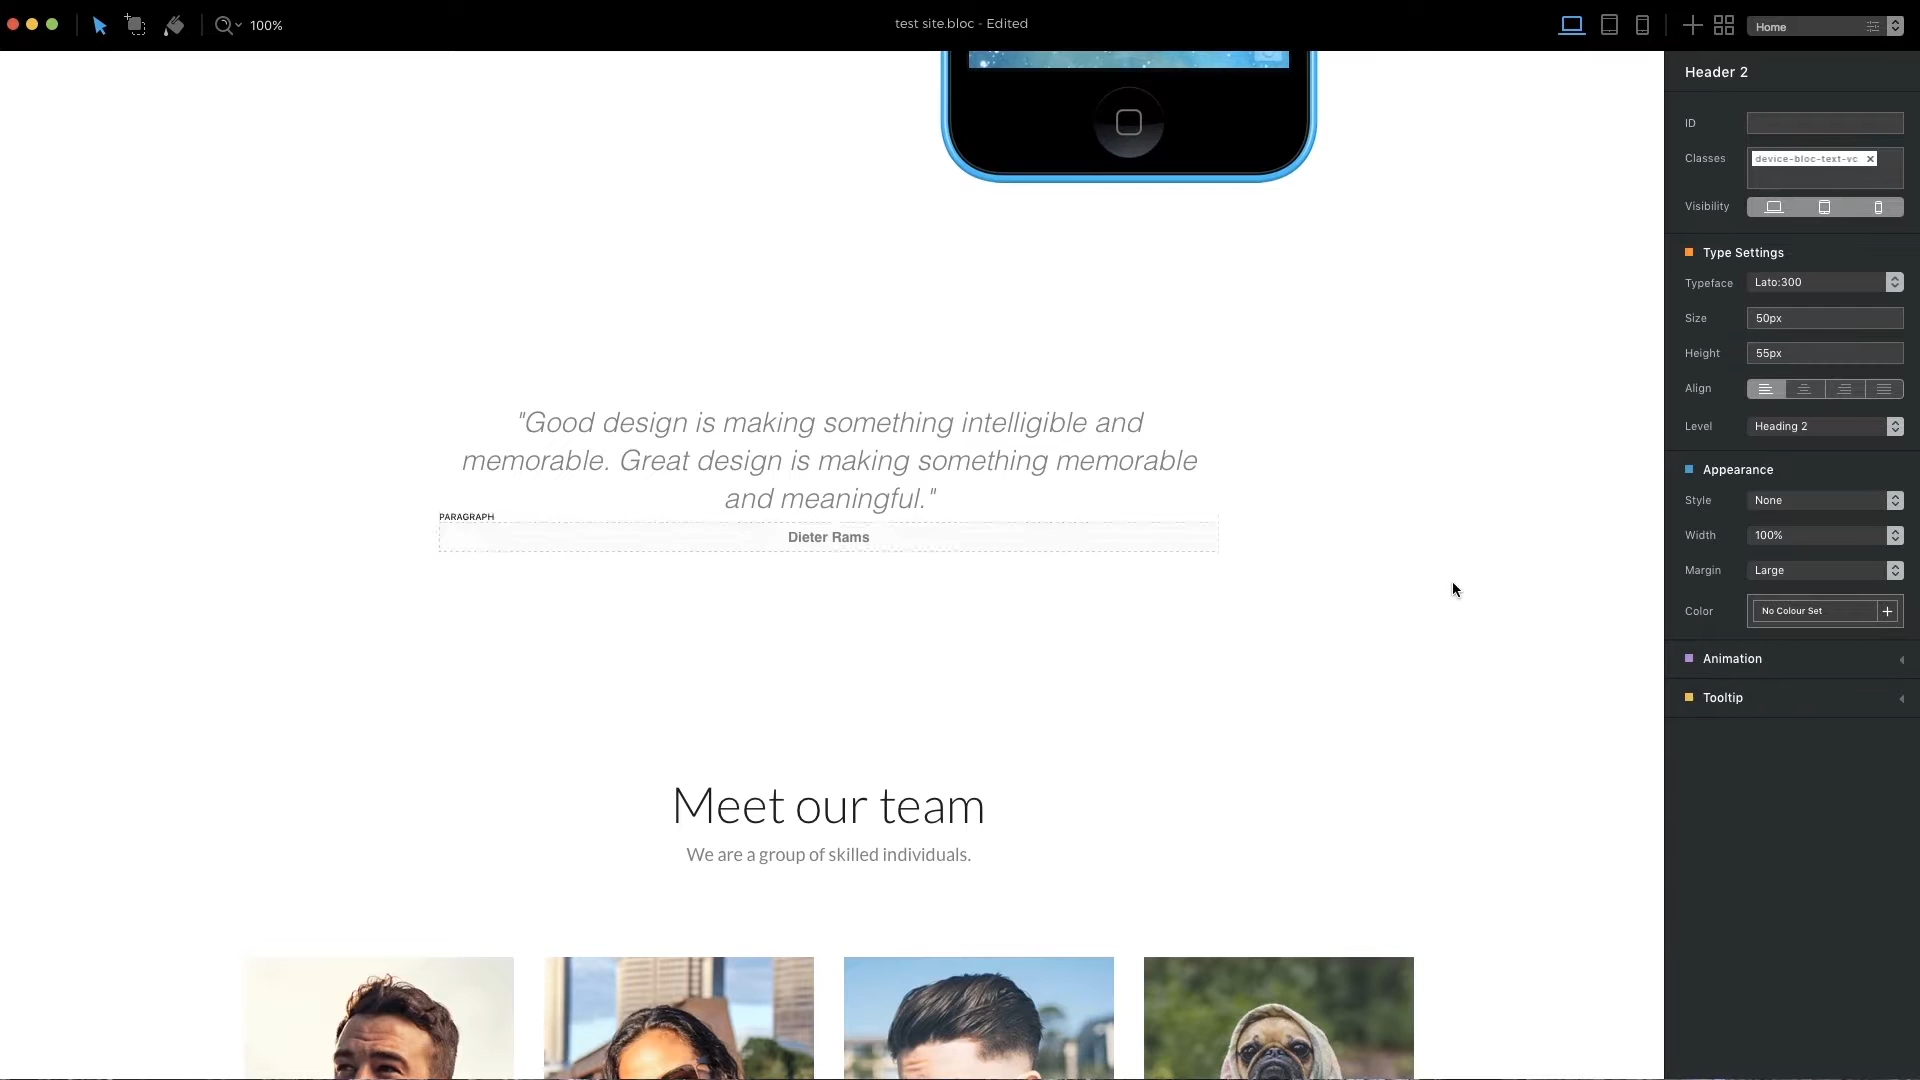 100%
test site.bloc - Edited
Home
Header 2
ID
Classes
device-bloc-text-vc ×
Visibility
Type Settings
Typeface
Lato:300
Size
50px
Height
55px
Align
Level
Heading 2
Appearance
Style
None
Width
100%
Margin
Large
Color
No Colour Set +
Animation
Tooltip
"Good design is making something intelligible and
memorable. Great design is making something memorable
and meaningful."
PARAGRAPH
Dieter Rams
Meet our team
We are a group of skilled individuals.